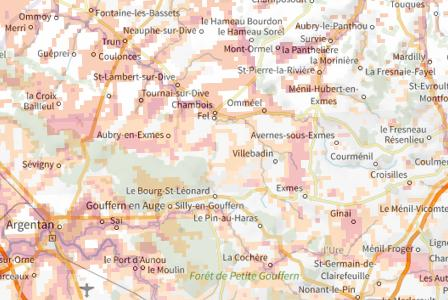 Champosoult
Touques
Ommoy
Fontaine-les-Bassets
Merri
Neauphe-sur-Dive
le Hameau Bourdon
le Hameau Sorel
Aubry-le-Panthou
Survie
Trun
Guêprei
Coulonces
Mont-Ormel
la Panthelière
la Morinière
Mardilly
St-Lambert-sur-Dive
St-Pierre-la-Rivière
La Fresnaie-Fayel
la Croix
Bailleul
Tournai-sur-Dive
Chambois
Fel
Omméel
Ménil-Hubert-en-
Exmes
St-Evroult
Aubry-en-Exmes
Avernes-sous-Exmes
le Fresneau
Résenlieu
Villebadin
Courménil
Sévigny
Croisilles
Le Bourg-St-Léonard
Exmes
Gouffern en Auge
Silly-en-Gouffern
Le Pin-au-Haras
Ginai
Le Ménil-Vicomte
Argentan
Sai
Ménil-Froger
le Port d'Aunou
le Moulin
La Cochère
l'Ure
St-Germain-de-
Clairefeuille
Forêt de Petite Gouffern
Nonant-le-Pin